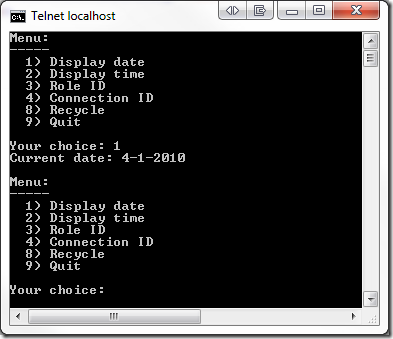 Telnet localhost
Menu:
-----
1) Display date
2) Display time
3) Role ID
4) Connection ID
8) Recycle
9) Quit
Your choice: 1
Current date: 4-1-2010
Menu:
-----
1) Display date
2) Display time
3) Role ID
4) Connection ID
8) Recycle
9) Quit
Your choice: